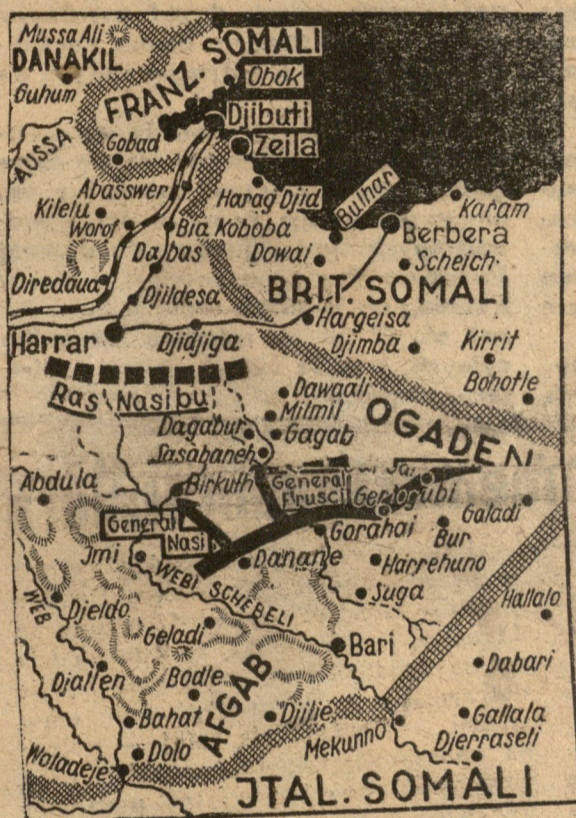 Mussa Ali
DANAKIL
Guhum
FRANZ. SOMALI
Obok
Djibuti
Zeila
AUSSA
Gobad
Abasswer
Kilelu
Worof
Harag Djid
Bulhar
Karam
Bia Koboba
Dowai
Berbera
Dabas
Scheich
Diredaua
Djildesa
BRIT. SOMALI
Hargeisa
Harrar
Djidjiga
Djimba
Kirrit
Bohotle
Ras Nasibu
Dawaali
Milmil
OGADEN
Dagabur
Gagab
Sasabaneh
Abdula
Birkuth
General
Frusci
Gerlogubi
Galadi
General
Nasi
Gorahai
Bur
Jmi
Danane
Harrehuno
WEBI SCHEBELI
Suga
Hallalo
WEB
Djeldo
Geladi
Bari
Dabari
Djallen
Bodle
AFGAB
Bahat
Djilie
Gallala
Mekunno
Djerraseli
Dolo
Woladeje
JTAL. SOMALI